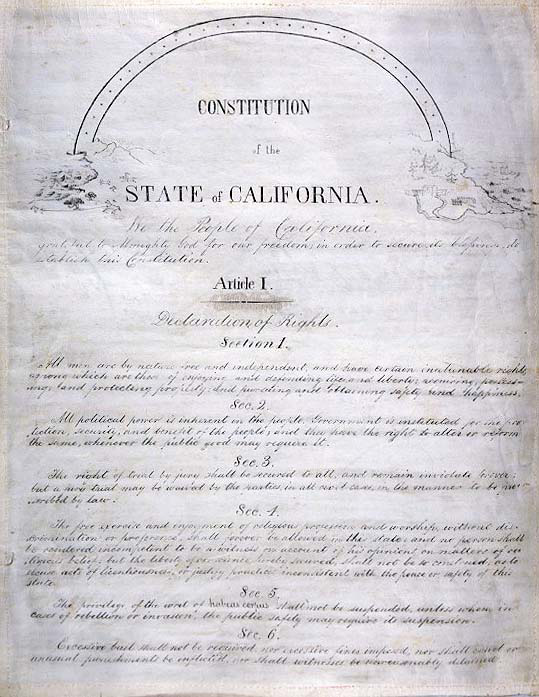 CONSTITUTION
of the
STATE of CALIFORNIA.
We the People of California,
grateful to Almighty God for our freedom, in order to secure its blessings, do
establish this Constitution.
Article I.
Declaration of Rights.
Section 1.
All men are by nature free and independent, and have certain inalienable rights,
among which are those of enjoying and defending life and liberty, acquiring, possess-
ing, and protecting property, and pursuing and obtaining safety and happiness.
Sec. 2.
All political power is inherent in the people. Government is instituted for the pro-
tection, security, and benefit of the people; and they have the right to alter or reform
the same, whenever the public good may require it.
Sec. 3.
The right of trial by jury shall be secured to all, and remain inviolate forever;
but a jury trial may be waived by the parties, in all civil cases, in the manner to be pre-
scribed by law.
Sec. 4.
The free exercise and enjoyment of religious profession and worship, without dis-
crimination or preference, shall forever be allowed in this state: and no person shall
be rendered incompetent to be a witness on account of his opinions on matters of re-
ligious belief; but the liberty of conscience, hereby secured, shall not be so construed, as to
excuse acts of licentiousness, or justify practices inconsistent with the peace or safety of this
state.
Sec. 5.
The privilege of the writ of habeas corpus shall not be suspended, unless when, in
cases of rebellion or invasion, the public safety may require its suspension.
Sec. 6.
Excessive bail shall not be required, nor excessive fines imposed, nor shall cruel or
unusual punishments be inflicted, nor shall witnesses be unreasonably detained.